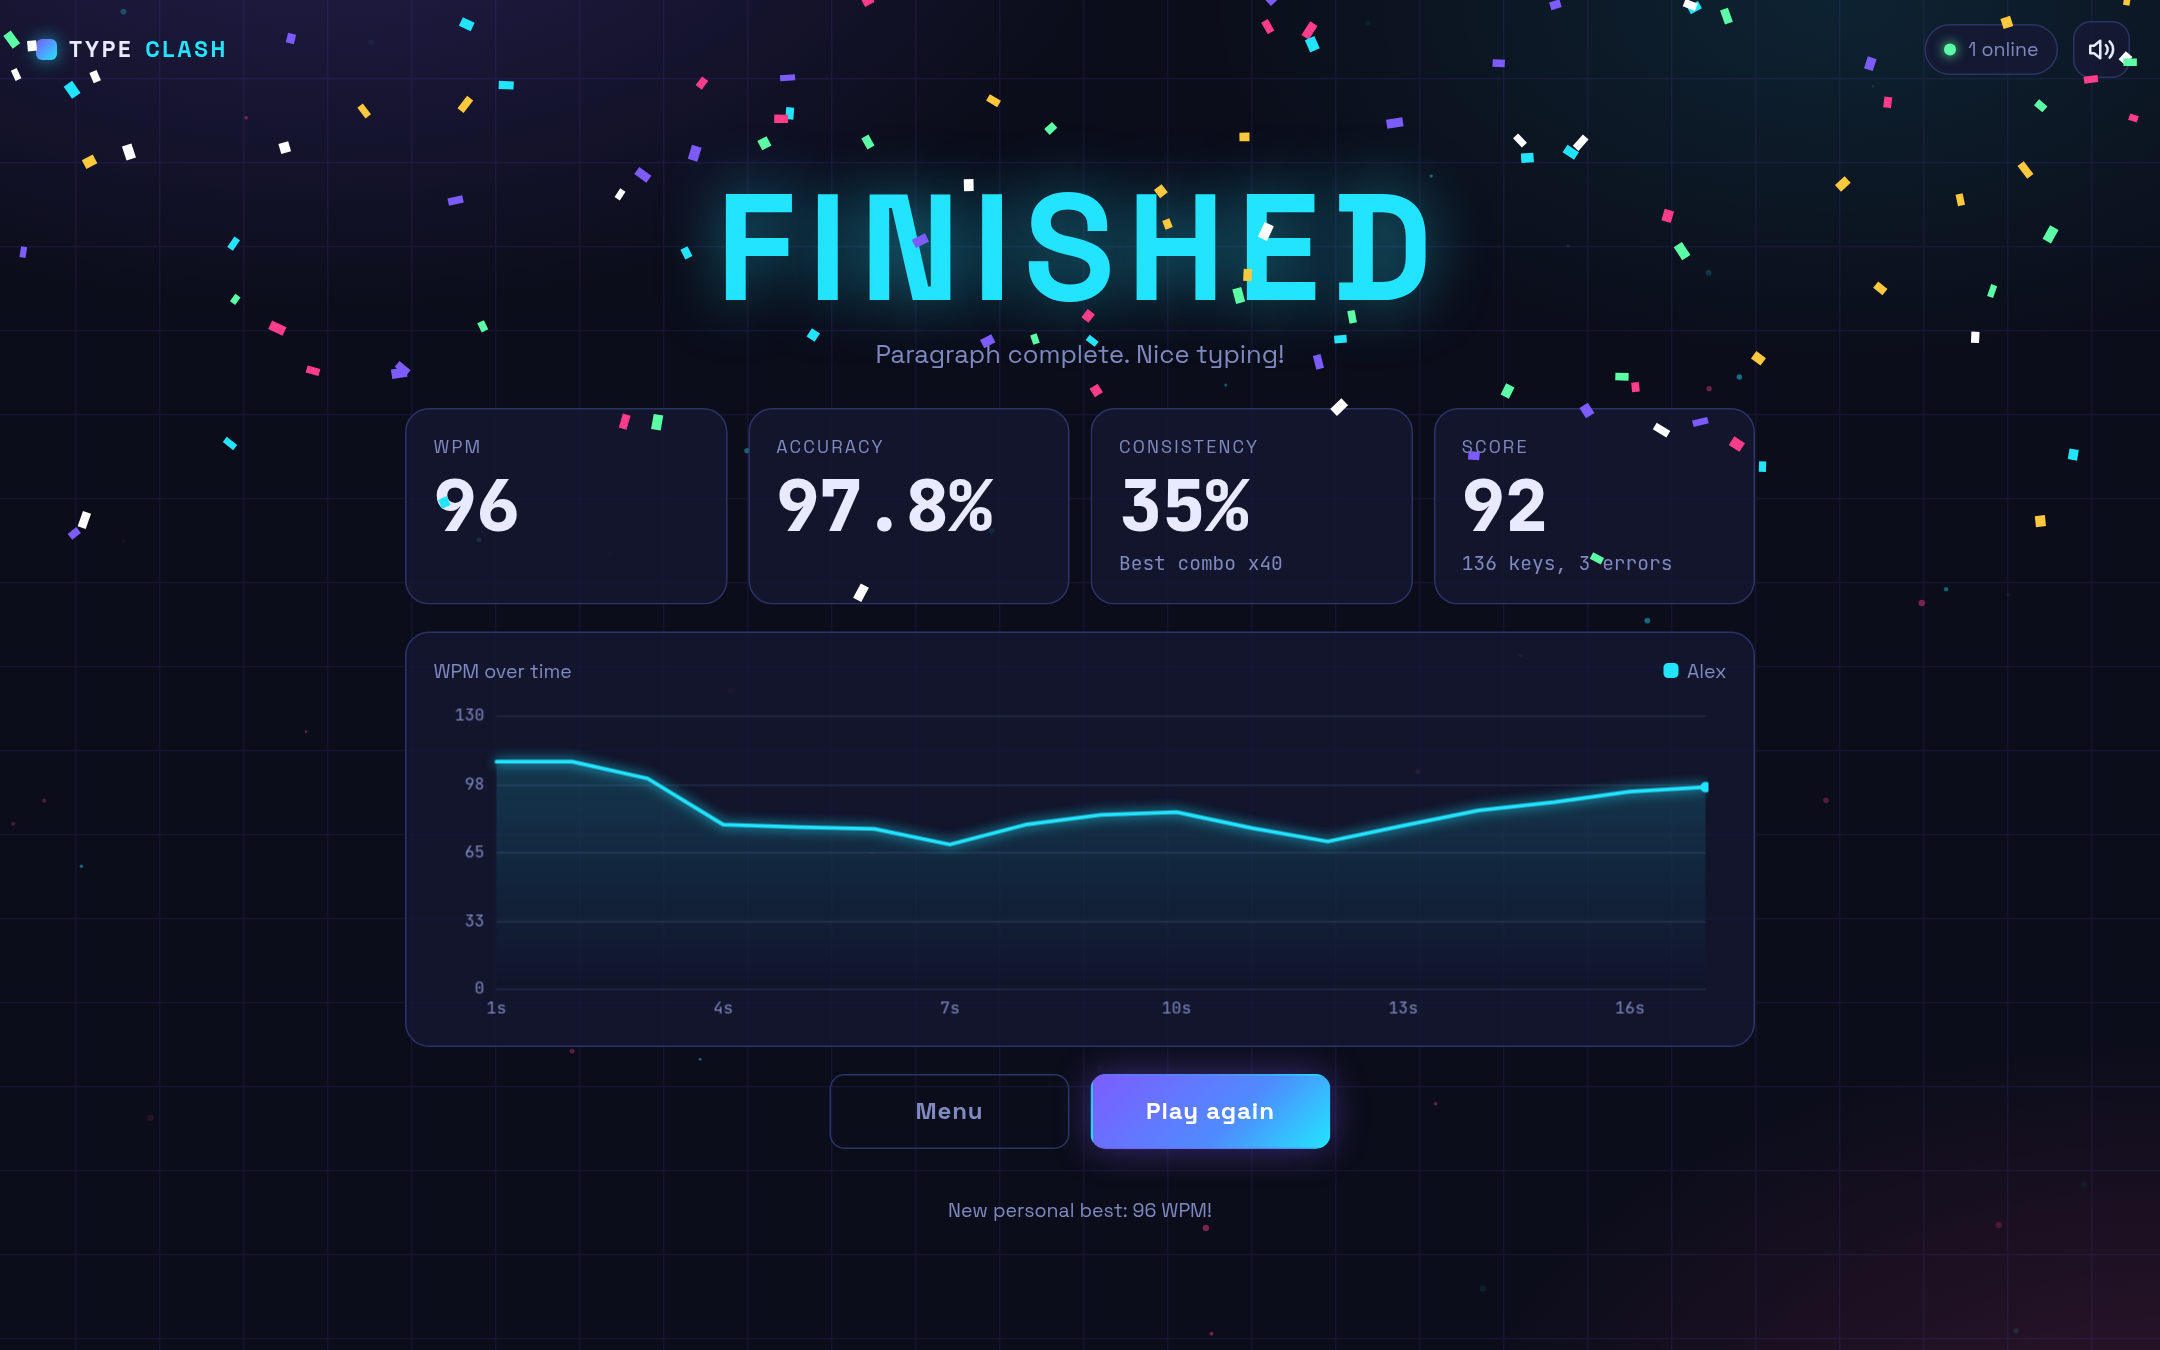 TYPE CLASH
1 online
FINISHED
Paragraph complete. Nice typing!
WPM
96
ACCURACY
97.8%
CONSISTENCY
35%
Best combo x40
SCORE
92
136 keys, 3 errors
WPM over time
Alex
130
98
65
33
0
1s 4s 7s 10s 13s 16s
Menu
Play again
New personal best: 96 WPM!